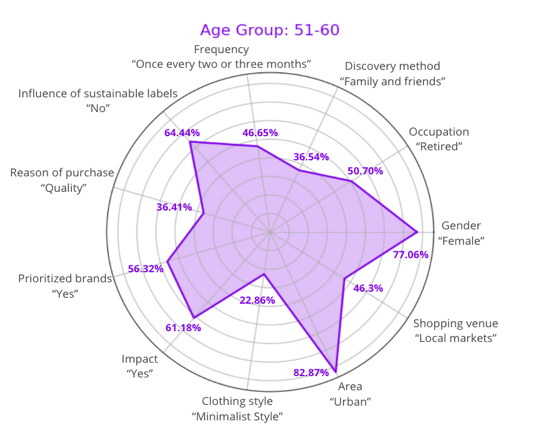 Age Group: 51-60
Frequency
“Once every two or three months”
Discovery method
“Family and friends”
Influence of sustainable labels
“No”
64.44%
46.65%
Occupation
“Retired”
36.54%
50.70%
Reason of purchase
“Quality”
36.41%
Gender
“Female”
77.06%
56.32%
Prioritized brands
“Yes”
46.3%
22.86%
61.18%
Shopping venue
“Local markets”
Impact
“Yes”
82.87%
Area
“Urban”
Clothing style
“Minimalist Style”